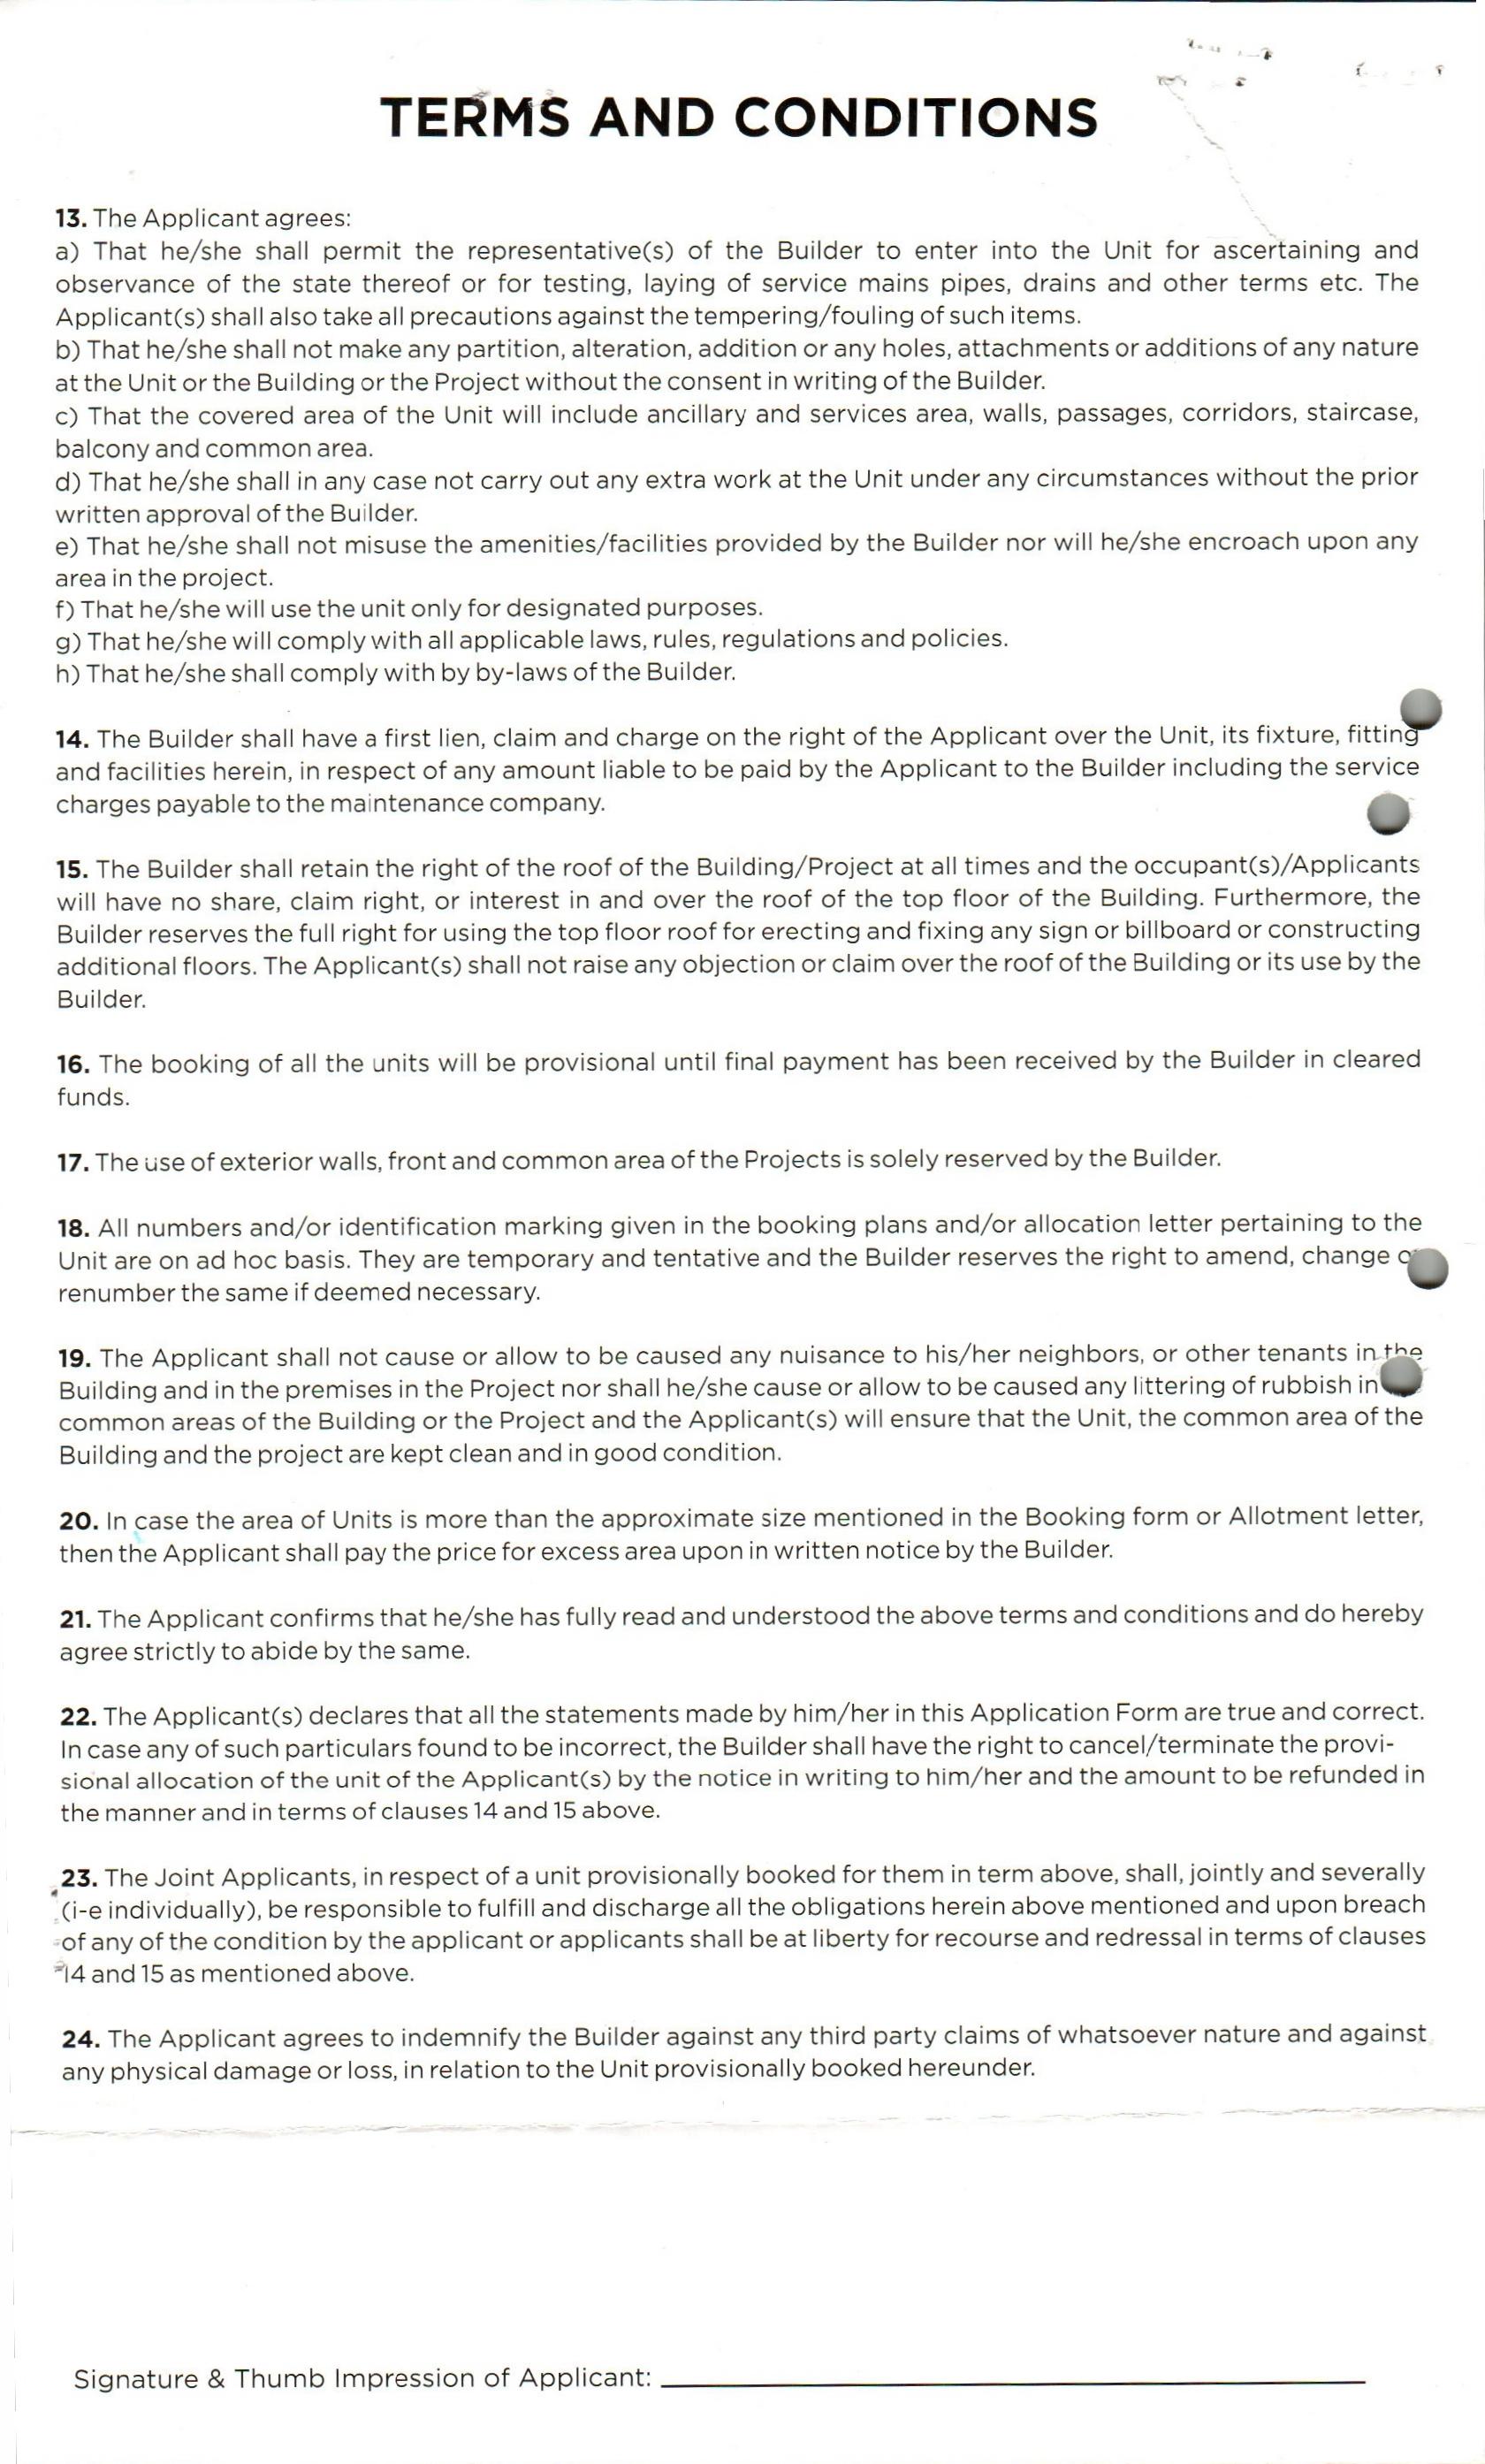 TERMS AND CONDITIONS
13. The Applicant agrees:
a) That he/she shall permit the representative(s) of the Builder to enter into the Unit for ascertaining and
observance of the state thereof or for testing, laying of service mains pipes, drains and other terms etc. The
Applicant(s) shall also take all precautions against the tempering/fouling of such items.
b) That he/she shall not make any partition, alteration, addition or any holes, attachments or additions of any nature
at the Unit or the Building or the Project without the consent in writing of the Builder.
c) That the covered area of the Unit will include ancillary and services area, walls, passages, corridors, staircase,
balcony and common area.
d) That he/she shall in any case not carry out any extra work at the Unit under any circumstances without the prior
written approval of the Builder.
e) That he/she shall not misuse the amenities/facilities provided by the Builder nor will he/she encroach upon any
area in the project.
f) That he/she will use the unit only for designated purposes.
g) That he/she will comply with all applicable laws, rules, regulations and policies.
h) That he/she shall comply with by by-laws of the Builder.
14. The Builder shall have a first lien, claim and charge on the right of the Applicant over the Unit, its fixture, fitting
and facilities herein, in respect of any amount liable to be paid by the Applicant to the Builder including the service
charges payable to the maintenance company.
15. The Builder shall retain the right of the roof of the Building/Project at all times and the occupant(s)/Applicants
will have no share, claim right, or interest in and over the roof of the top floor of the Building. Furthermore, the
Builder reserves the full right for using the top floor roof for erecting and fixing any sign or billboard or constructing
additional floors. The Applicant(s) shall not raise any objection or claim over the roof of the Building or its use by the
Builder.
16. The booking of all the units will be provisional until final payment has been received by the Builder in cleared
funds.
17. The use of exterior walls, front and common area of the Projects is solely reserved by the Builder.
18. All numbers and/or identification marking given in the booking plans and/or allocation letter pertaining to the
Unit are on ad hoc basis. They are temporary and tentative and the Builder reserves the right to amend, change
renumber the same if deemed necessary.
19. The Applicant shall not cause or allow to be caused any nuisance to his/her neighbors, or other tenants in the
Building and in the premises in the Project nor shall he/she cause or allow to be caused any littering of rubbish in
common areas of the Building or the Project and the Applicant(s) will ensure that the Unit, the common area of the
Building and the project are kept clean and in good condition.
20. In case the area of Units is more than the approximate size mentioned in the Booking form or Allotment letter,
then the Applicant shall pay the price for excess area upon in written notice by the Builder.
21. The Applicant confirms that he/she has fully read and understood the above terms and conditions and do hereby
agree strictly to abide by the same.
22. The Applicant(s) declares that all the statements made by him/her in this Application Form are true and correct.
In case any of such particulars found to be incorrect, the Builder shall have the right to cancel/terminate the provi-
sional allocation of the unit of the Applicant(s) by the notice in writing to him/her and the amount to be refunded in
the manner and in terms of clauses 14 and 15 above.
23. The Joint Applicants, in respect of a unit provisionally booked for them in term above, shall, jointly and severally
(i-e individually), be responsible to fulfill and discharge all the obligations herein above mentioned and upon breach
of any of the condition by the applicant or applicants shall be at liberty for recourse and redressal in terms of clauses
14 and 15 as mentioned above.
24. The Applicant agrees to indemnify the Builder against any third party claims of whatsoever nature and against
any physical damage or loss, in relation to the Unit provisionally booked hereunder.
Signature & Thumb Impression of Applicant: